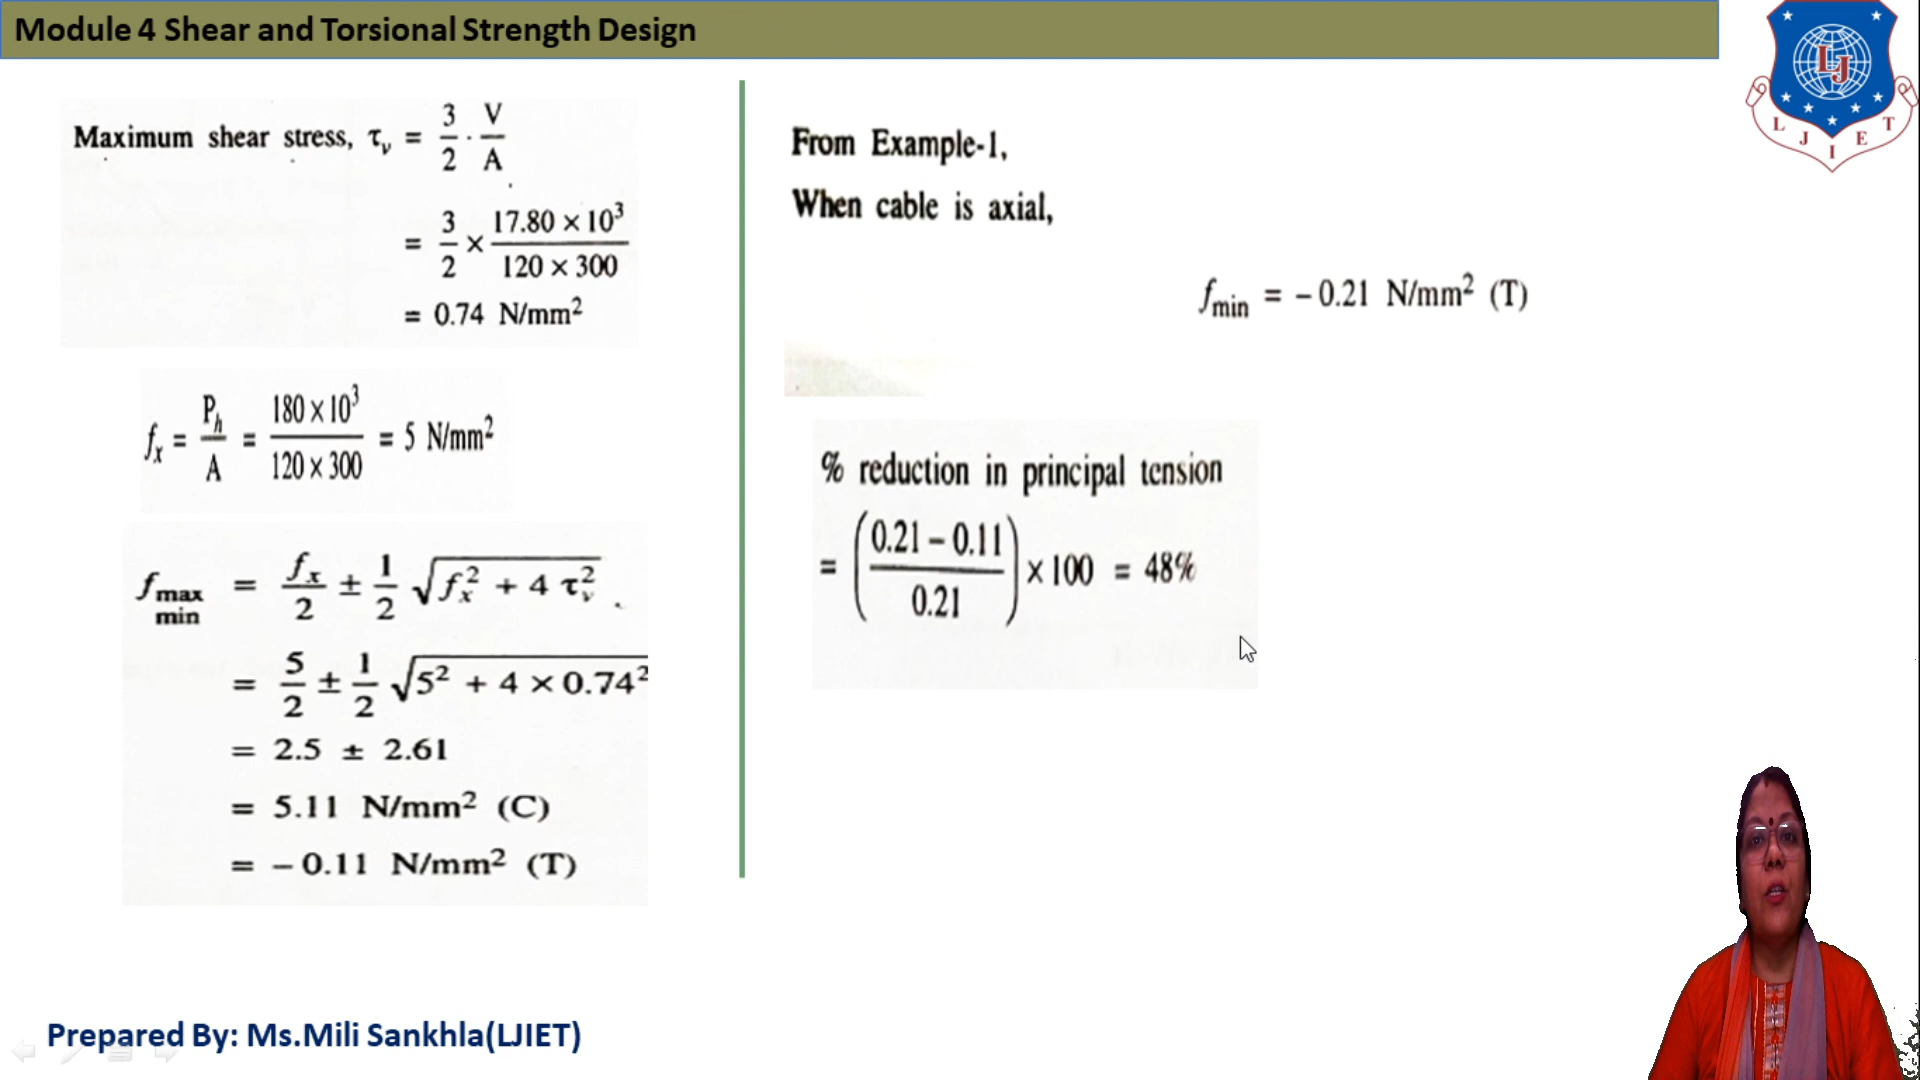 Module 4 Shear and Torsional Strength Design
Maximum shear stress, τᵥ = 3/2 · V/A
= 3/2 × 17.80 × 10³ / 120 × 300
= 0.74 N/mm²
fₓ = Pₕ/A = 180 × 10³ / 120 × 300 = 5 N/mm²
f max min = fₓ/2 ± 1/2 √fₓ² + 4 τᵥ²
= 5/2 ± 1/2 √5² + 4 × 0.74²
= 2.5 ± 2.61
= 5.11 N/mm² (C)
= – 0.11 N/mm² (T)
From Example-1,
When cable is axial,
f min = – 0.21 N/mm² (T)
% reduction in principal tension
= (0.21 – 0.11 / 0.21) × 100 = 48%
LJ
L J I E T
Prepared By: Ms.Mili Sankhla(LJIET)